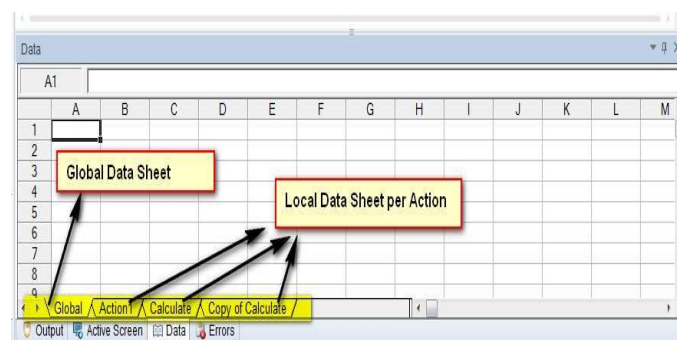 Data
A1
A B C D E F G H I J K L M
1
2
3
4
5
6
7
8
9
Global Data Sheet
Local Data Sheet per Action
Global Action1 Calculate Copy of Calculate
Output Active Screen Data Errors